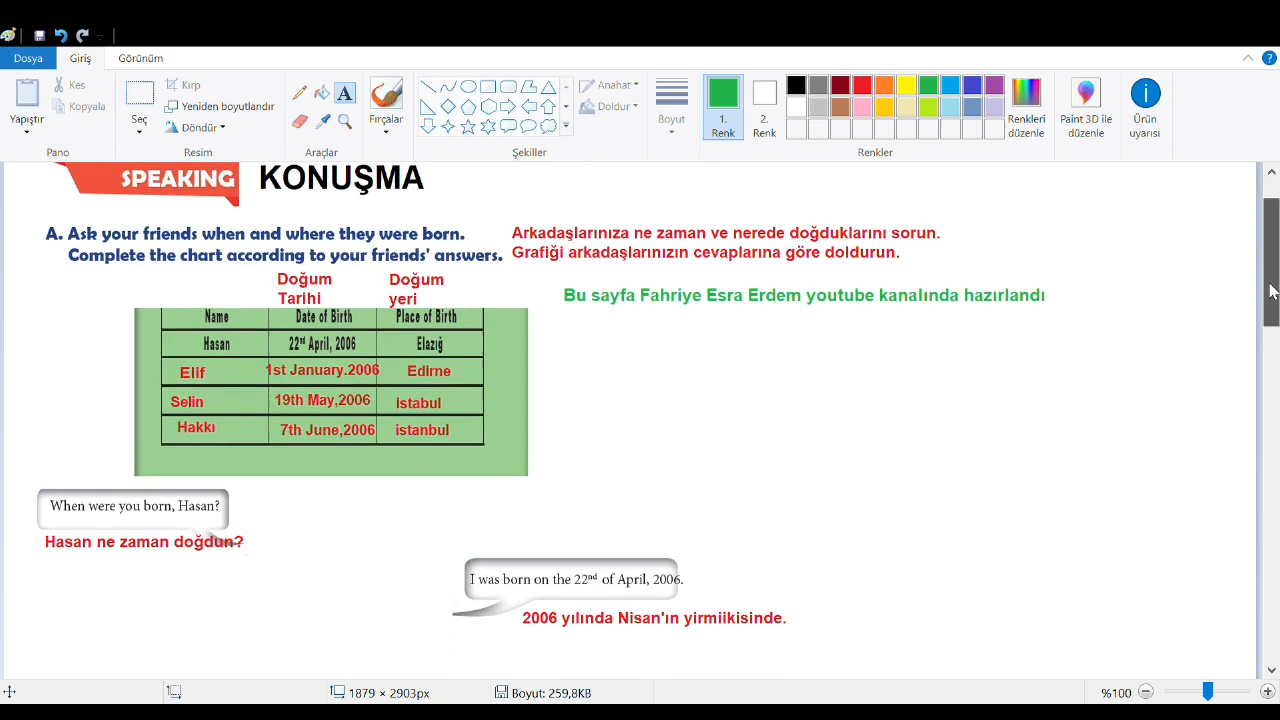 Dosya Giriş Görünüm
Yapıştır
Kes
Kopyala
Pano
Seç
Kırp
Yeniden boyutlandır
Döndür
Resim
A
Araçlar
Fırçalar
Şekiller
Anahat
Doldur
Boyut
1. Renk
2. Renk
Renkler
Renkleri düzenle
Paint 3D ile düzenle
Ürün uyarısı
SPEAKING KONUŞMA
A. Ask your friends when and where they were born.
Complete the chart according to your friends' answers.
Arkadaşlarınıza ne zaman ve nerede doğduklarını sorun.
Grafiği arkadaşlarınızın cevaplarına göre doldurun.
Doğum Tarihi
Doğum yeri
Bu sayfa Fahriye Esra Erdem youtube kanalında hazırlandı
Name Date of Birth Place of Birth
Hasan 22nd April, 2006 Elazığ
Elif 1st January.2006 Edirne
Selin 19th May,2006 istabul
Hakkı 7th June,2006 istanbul
When were you born, Hasan?
Hasan ne zaman doğdun?
I was born on the 22nd of April, 2006.
2006 yılında Nisan'ın yirmiikisinde.
1879 × 2903px
Boyut: 259,8KB
%100